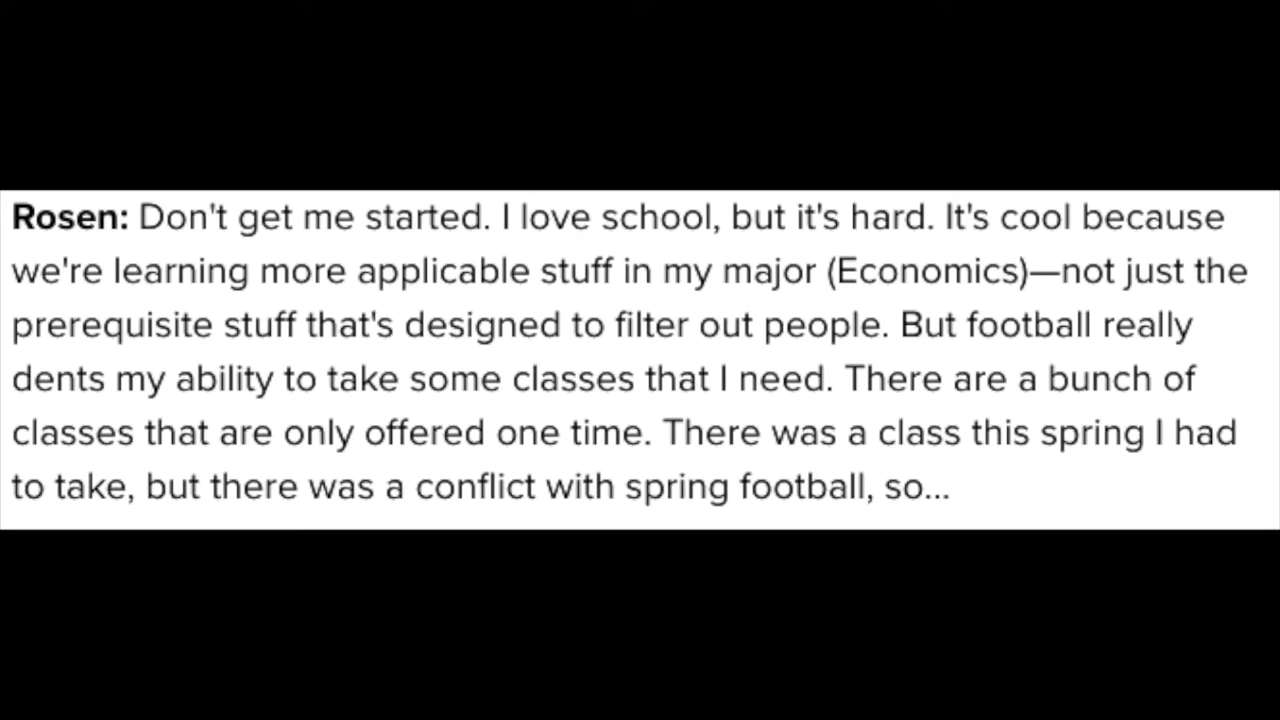 Rosen: Don't get me started. I love school, but it's hard. It's cool because
we're learning more applicable stuff in my major (Economics)—not just the
prerequisite stuff that's designed to filter out people. But football really
dents my ability to take some classes that I need. There are a bunch of
classes that are only offered one time. There was a class this spring I had
to take, but there was a conflict with spring football, so...